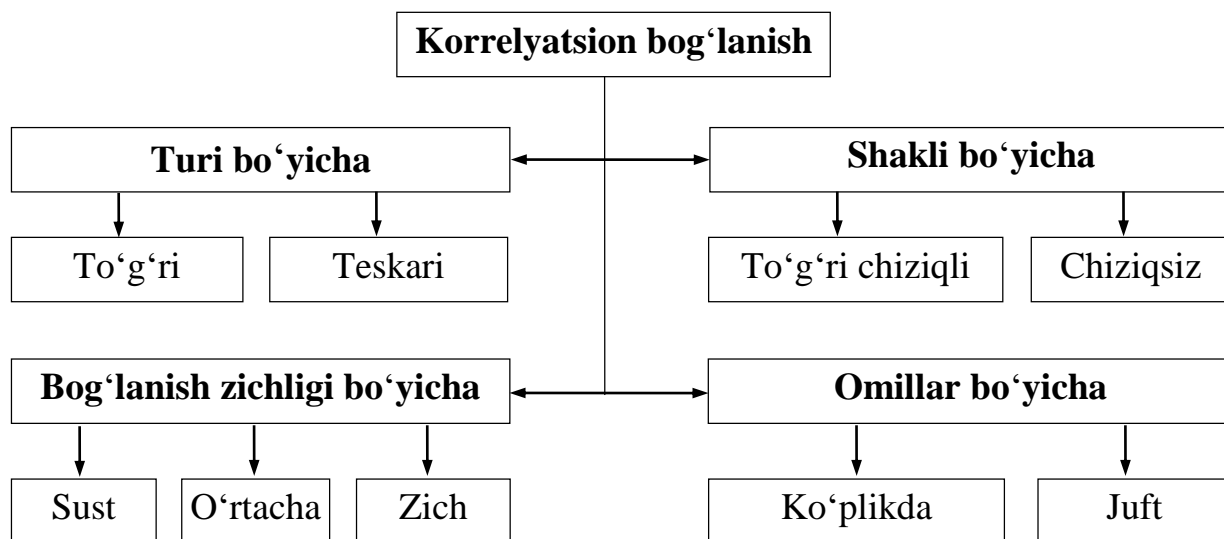 Korrelyatsion bog‘lanish
Turi bo‘yicha
Shakli bo‘yicha
To‘g‘ri
Teskari
To‘g‘ri chiziqli
Chiziqsiz
Bog‘lanish zichligi bo‘yicha
Omillar bo‘yicha
Sust
O‘rtacha
Zich
Ko‘plikda
Juft